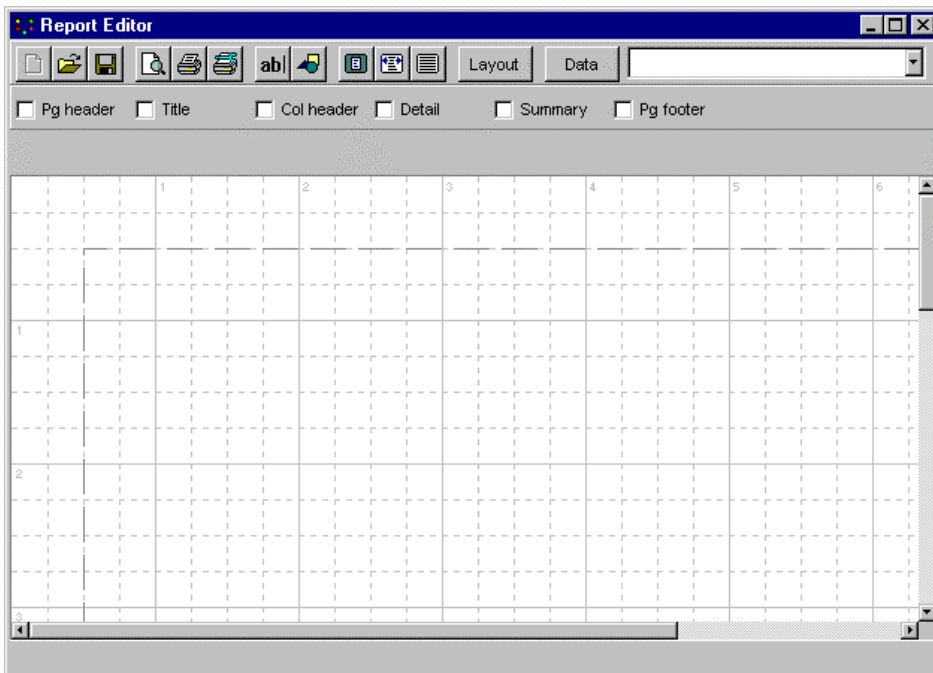 Report Editor
ab| Layout Data
Pg header Title Col header Detail Summary Pg footer
1 2 3 4 5 6
1
2
3